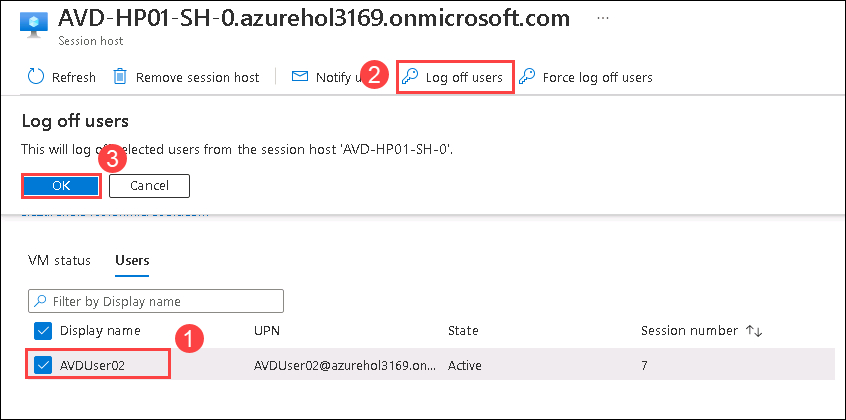 AVD-HP01-SH-0.azurehol3169.onmicrosoft.com ...
Session host
Refresh Remove session host Notify 2 Log off users Force log off users
Log off users
This will log selected users from the session host 'AVD-HP01-SH-0'.
3
OK Cancel
VM status Users
Filter by Display name
Display name 1 UPN State Session number ↑↓
AVDUser02 AVDUser02@azurehol3169.on... Active 7